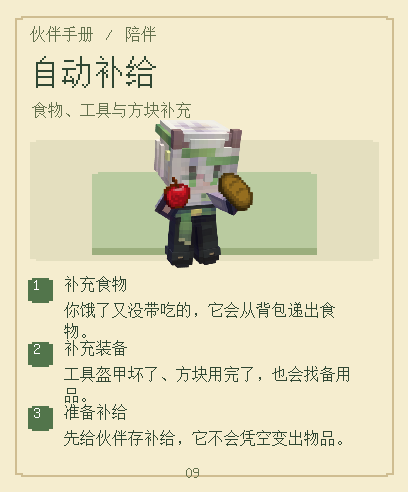 伙伴手册 / 陪伴
自动补给
食物、工具与方块补充
1 补充食物
你饿了又没带吃的，它会从背包递出食
物。
2 补充装备
工具盔甲坏了、方块用完了，也会找备用
品。
3 准备补给
先给伙伴存补给，它不会凭空变出物品。
09